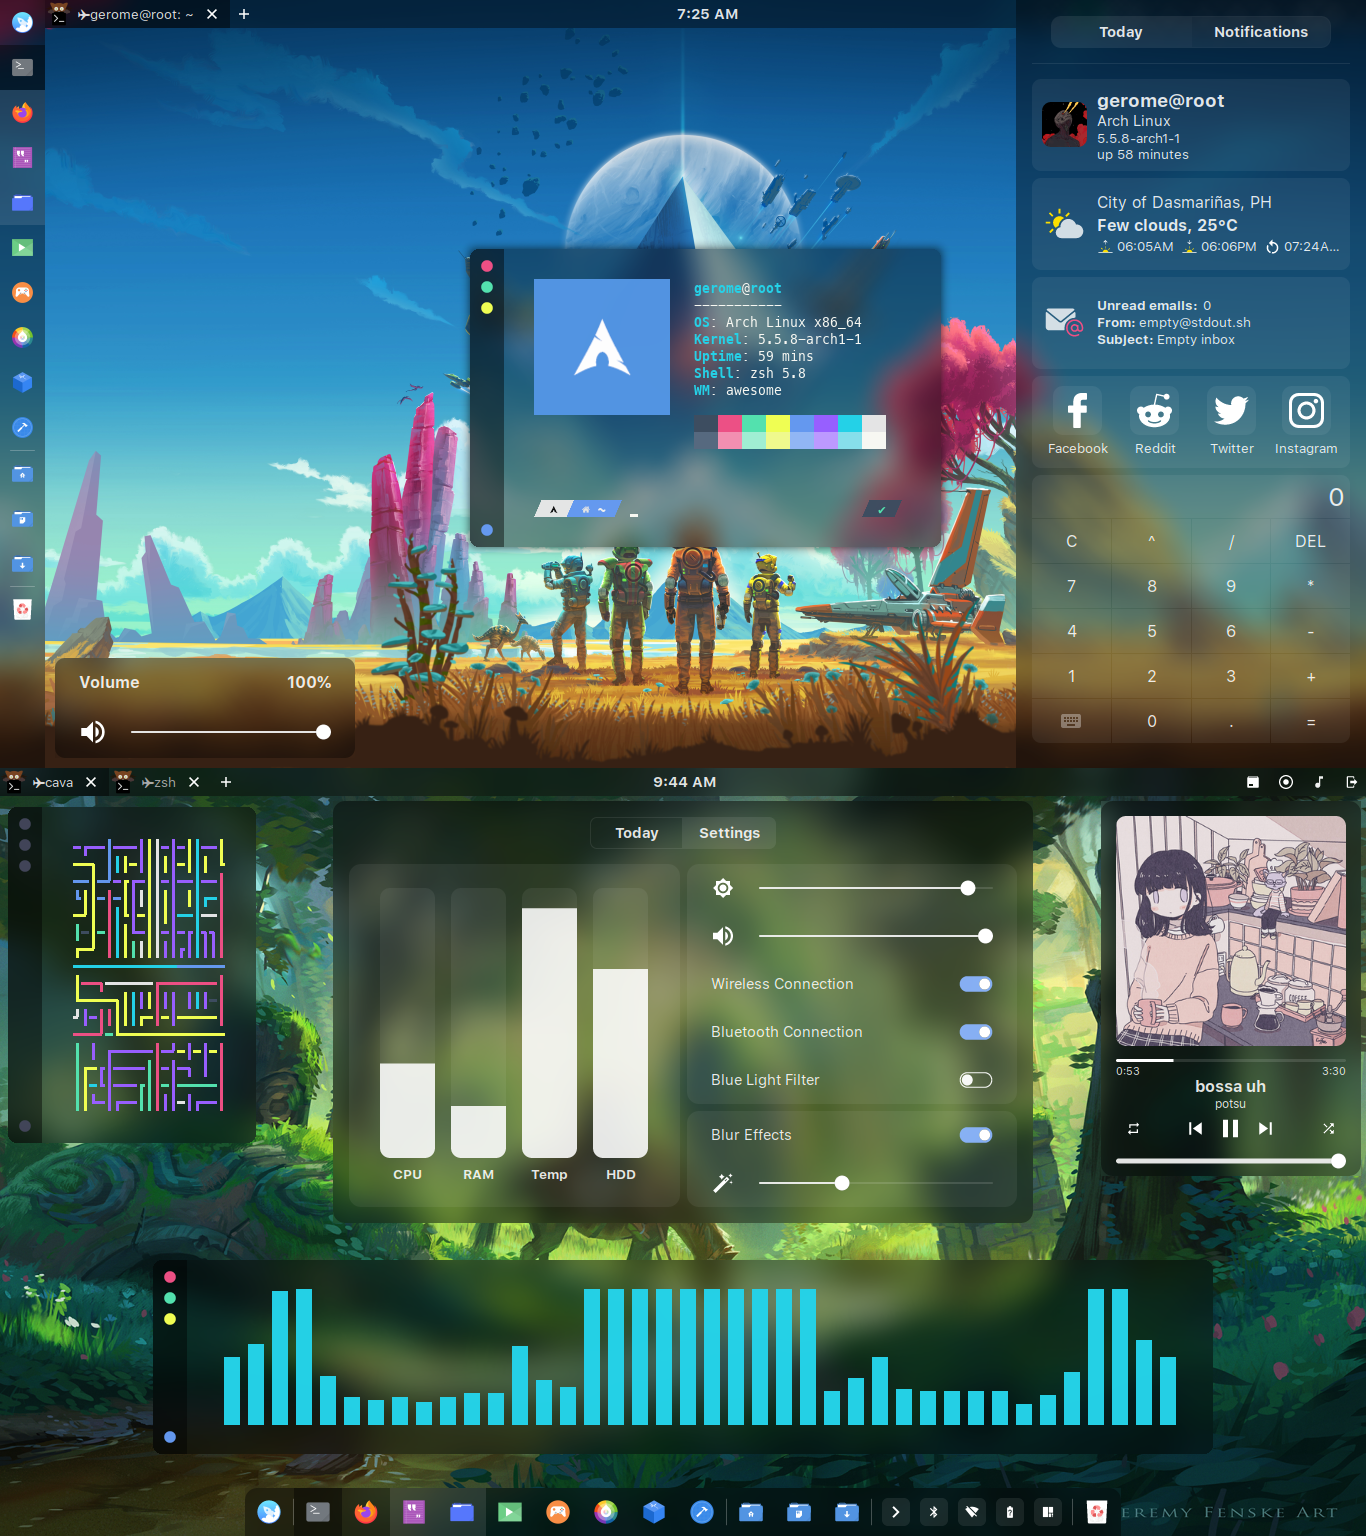 gerome@root: ~
7:25 AM
Today Notifications
gerome@root
Arch Linux
5.5.8-arch1-1
up 58 minutes
City of Dasmariñas, PH
Few clouds, 25°C
06:05AM 06:06PM 07:24A...
Unread emails: 0
From: empty@stdout.sh
Subject: Empty inbox
Facebook Reddit Twitter Instagram
0
C ^ / DEL
7 8 9 *
4 5 6 -
1 2 3 +
0 . =
gerome@root
-----------
OS: Arch Linux x86_64
Kernel: 5.5.8-arch1-1
Uptime: 59 mins
Shell: zsh 5.8
WM: awesome
~
Volume 100%
cava
zsh
9:44 AM
Today Settings
CPU RAM Temp HDD
Wireless Connection
Bluetooth Connection
Blue Light Filter
Blur Effects
0:53 3:30
bossa uh
potsu
EREMY FENSKE ART